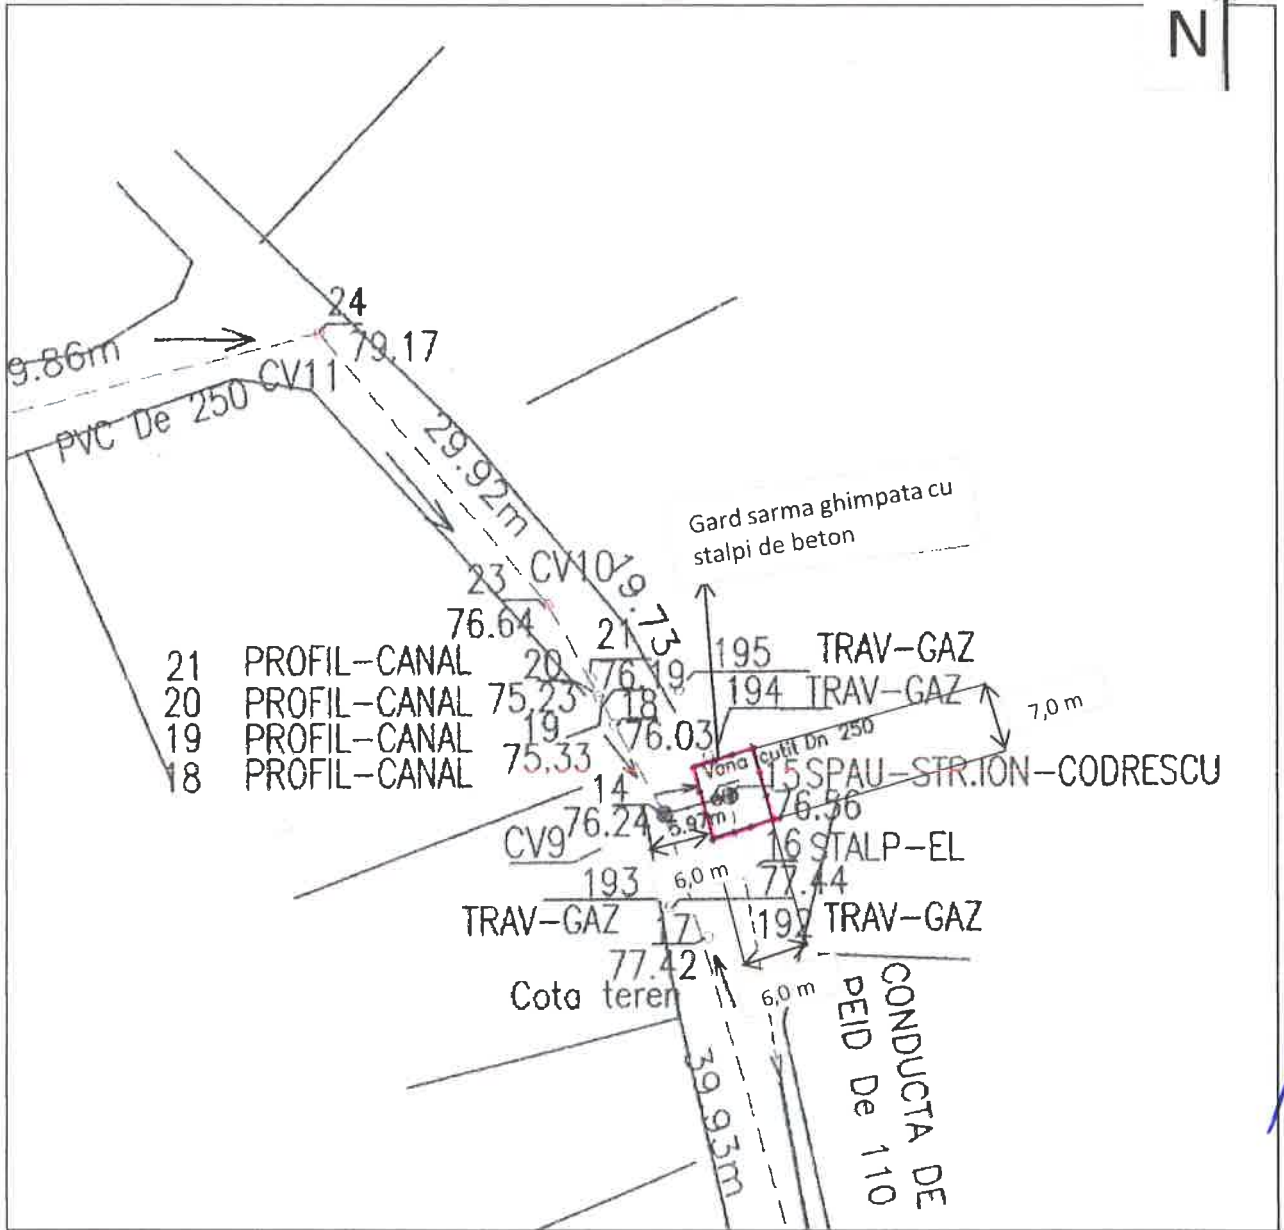 N
24
79.17
9.86m
CV11
PVC De 250
29.92m
Gard sarma ghimpata cu
stalpi de beton
CV10
19.73
23
76.64
21
76.19
195 TRAV-GAZ
194 TRAV-GAZ
21 PROFIL-CANAL
20 PROFIL-CANAL
19 PROFIL-CANAL
18 PROFIL-CANAL
20
75.23
18
76.03
19
75.33
7,0 m
Vana cutit Dn 250
15 SPAU-STR.ION-CODRESCU
76.56
14
76.24
5.97m
CV9
16 STALP-EL
77.44
6,0 m
193
TRAV-GAZ
192 TRAV-GAZ
17
77.42
Cota teren
6,0 m
CONDUCTA DE
PEID De 110
39.93m